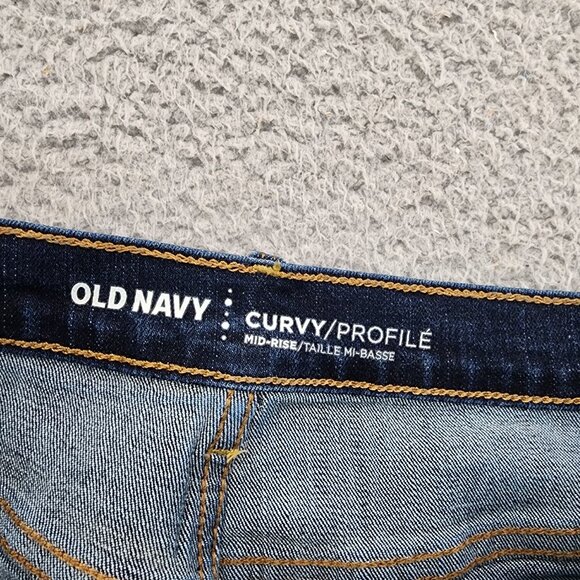 OLD NAVY
CURVY/PROFILÉ
MID-RISE/TAILLE MI-BASSE